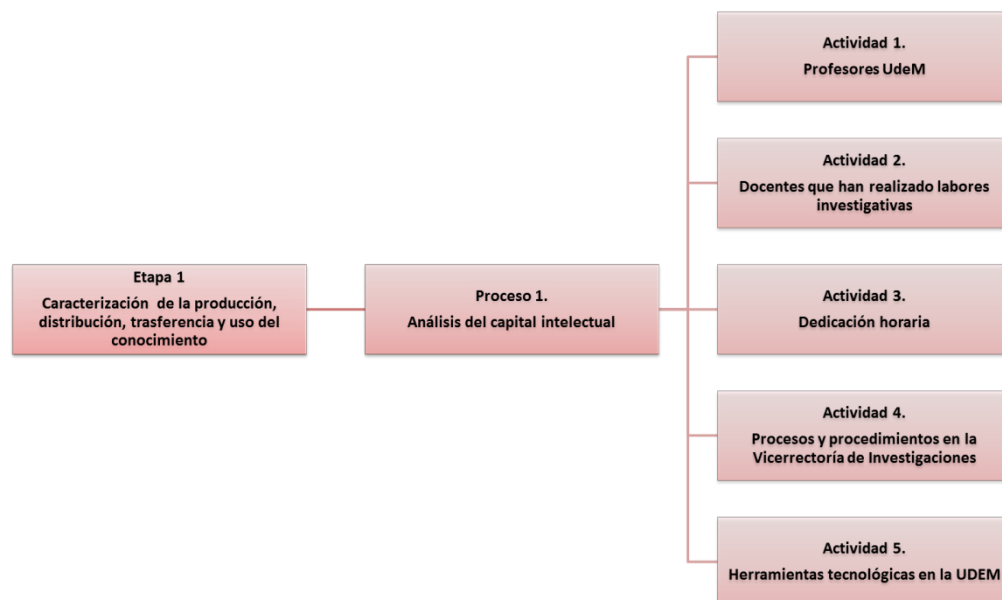 Etapa 1
Caracterización de la producción,
distribución, trasferencia y uso del
conocimiento
Proceso 1.
Análisis del capital intelectual
Actividad 1.
Profesores UdeM
Actividad 2.
Docentes que han realizado labores
investigativas
Actividad 3.
Dedicación horaria
Actividad 4.
Procesos y procedimientos en la
Vicerrectoría de Investigaciones
Actividad 5.
Herramientas tecnológicas en la UDEM